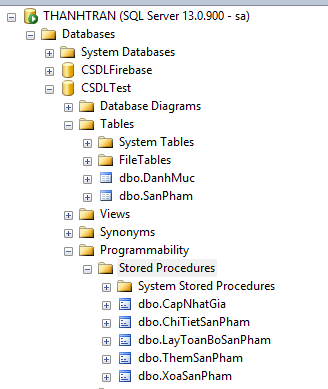 THANHTRAN (SQL Server 13.0.900 - sa)
Databases
System Databases
CSDLFirebase
CSDLTest
Database Diagrams
Tables
System Tables
FileTables
dbo.DanhMuc
dbo.SanPham
Views
Synonyms
Programmability
Stored Procedures
System Stored Procedures
dbo.CapNhatGia
dbo.ChiTietSanPham
dbo.LayToanBoSanPham
dbo.ThemSanPham
dbo.XoaSanPham